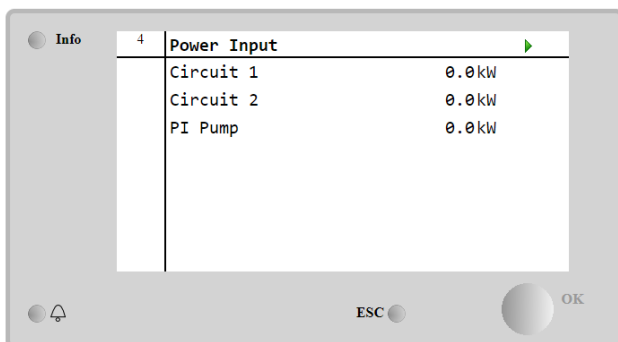 Info
4 Power Input
Circuit 1 0.0kW
Circuit 2 0.0kW
PI Pump 0.0kW
ESC
OK